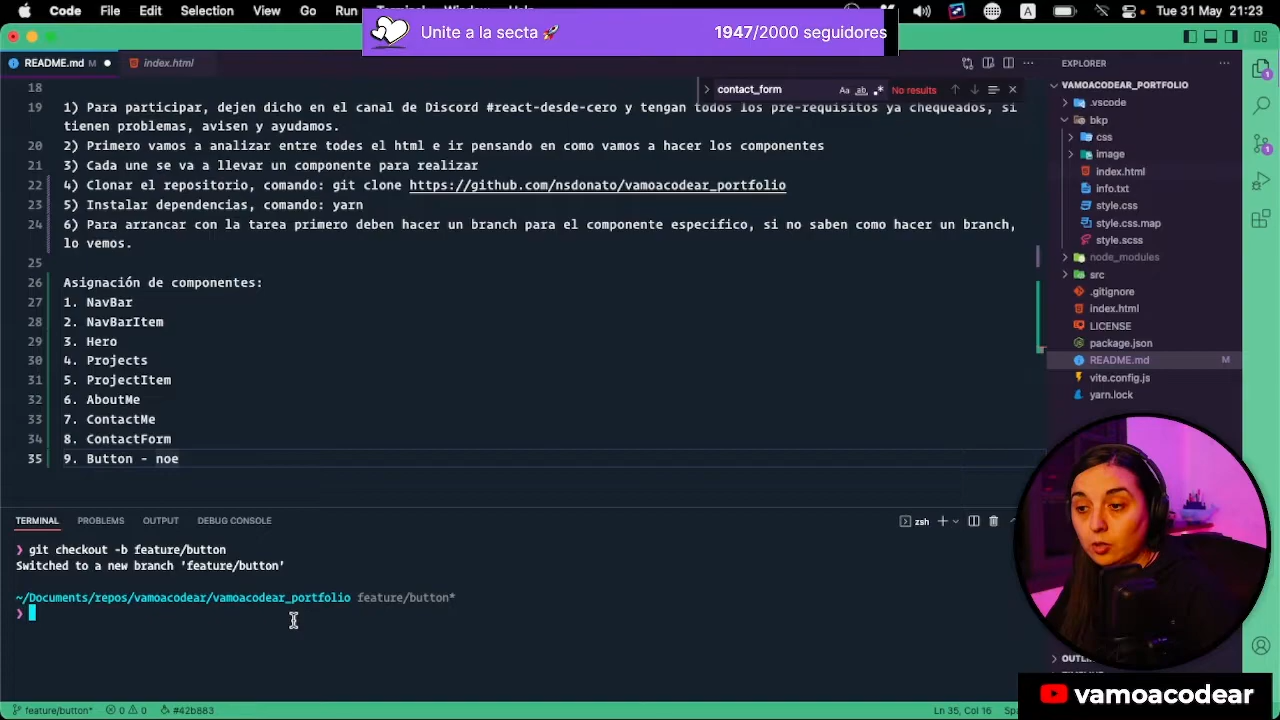 Code File Edit Selection View Go Run
Tue 31 May 21:23
Unite a la secta 🚀 1947/2000 seguidores
README.md M
index.html
EXPLORER
contact_form
Aa ab No results
VAMOACODEAR_PORTFOLIO
.vscode
bkp
css
image
index.html
info.txt
style.css
style.css.map
style.scss
node_modules
src
.gitignore
index.html
LICENSE
package.json
README.md M
vite.config.js
yarn.lock
18
19 1) Para participar, dejen dicho en el canal de Discord #react-desde-cero y tengan todos los pre-requisitos ya chequeados, si
tienen problemas, avisen y ayudamos.
20 2) Primero vamos a analizar entre todes el html e ir pensando en como vamos a hacer los componentes
21 3) Cada une se va a llevar un componente para realizar
22 4) Clonar el repositorio, comando: git clone https://github.com/nsdonato/vamoacodear_portfolio
23 5) Instalar dependencias, comando: yarn
24 6) Para arrancar con la tarea primero deben hacer un branch para el componente especifico, si no saben como hacer un branch,
lo vemos.
25
26 Asignación de componentes:
27 1. NavBar
28 2. NavBarItem
29 3. Hero
30 4. Projects
31 5. ProjectItem
32 6. AboutMe
33 7. ContactMe
34 8. ContactForm
35 9. Button - noe
TERMINAL PROBLEMS OUTPUT DEBUG CONSOLE
zsh
❯ git checkout -b feature/button
Switched to a new branch 'feature/button'
~/Documents/repos/vamoacodear/vamoacodear_portfolio feature/button*
❯
vamoacodear
feature/button* 0 0 #42b883
Ln 35, Col 16